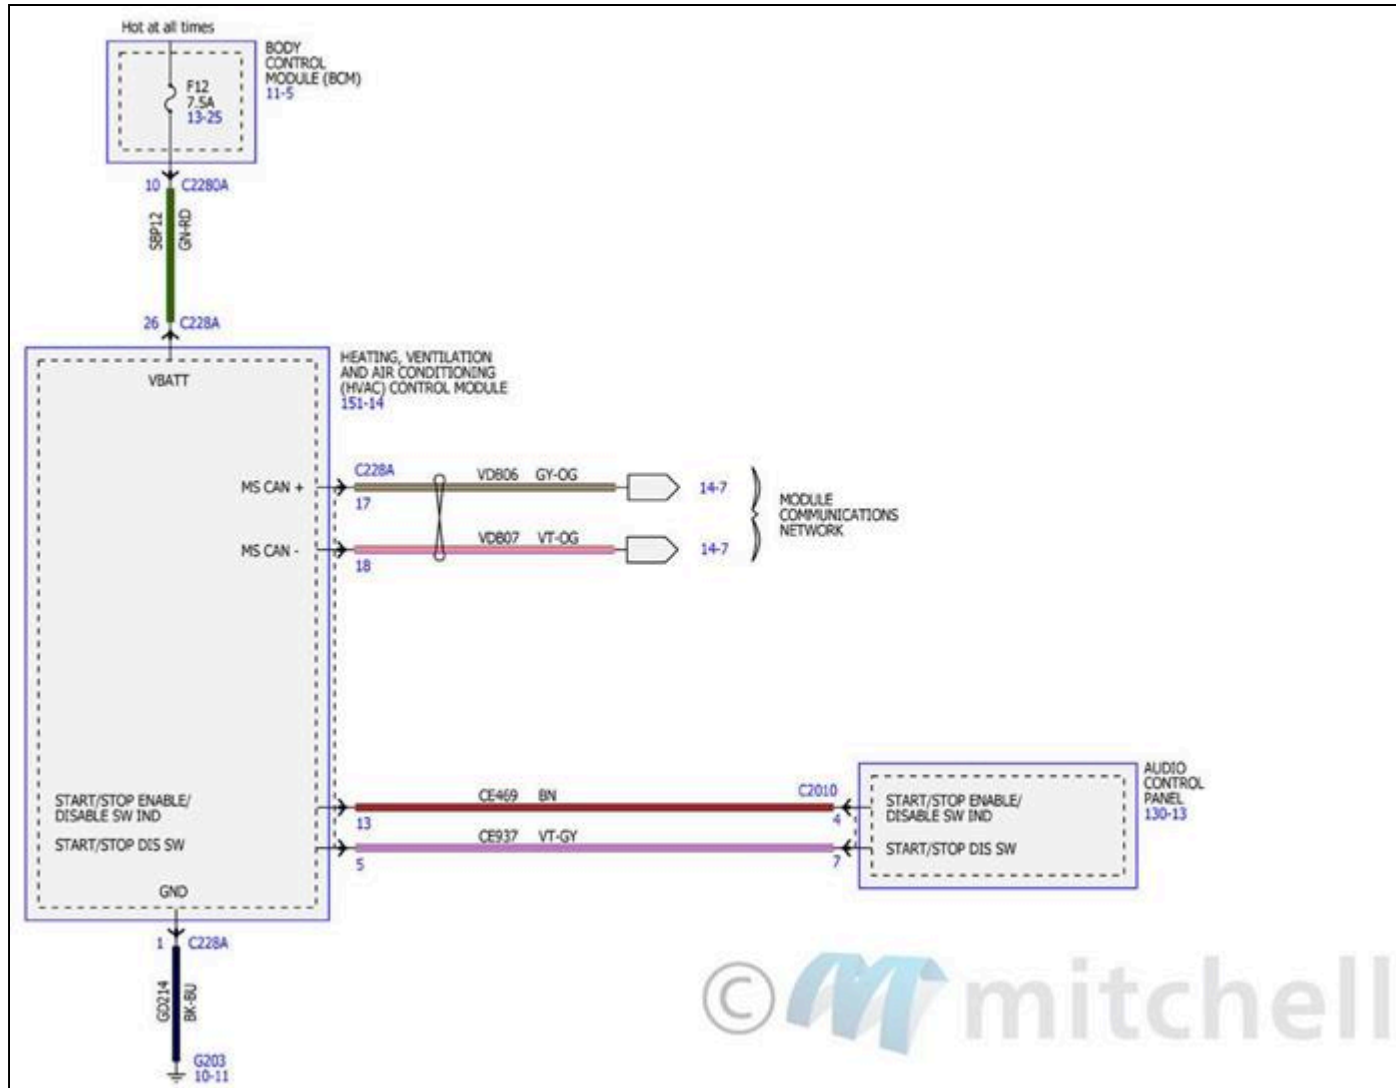 Hot at all times
BODY
CONTROL
MODULE (BCM)
11-5
F12
7.5A
13-25
10 C2280A
SBP12
GN-RD
26 C228A
VBATT
HEATING, VENTILATION
AND AIR CONDITIONING
(HVAC) CONTROL MODULE
151-14
MS CAN +
C228A
17
VDB06 GY-OG
14-7
MS CAN -
18
VDB07 VT-OG
14-7
MODULE
COMMUNICATIONS
NETWORK
START/STOP ENABLE/
DISABLE SW IND
13
CE469 BN
C2010
4
START/STOP ENABLE/
DISABLE SW IND
AUDIO
CONTROL
PANEL
130-13
START/STOP DIS SW
5
CE937 VT-GY
7
START/STOP DIS SW
GND
1 C228A
GD214
BK-BU
G203
10-11
© mitchell